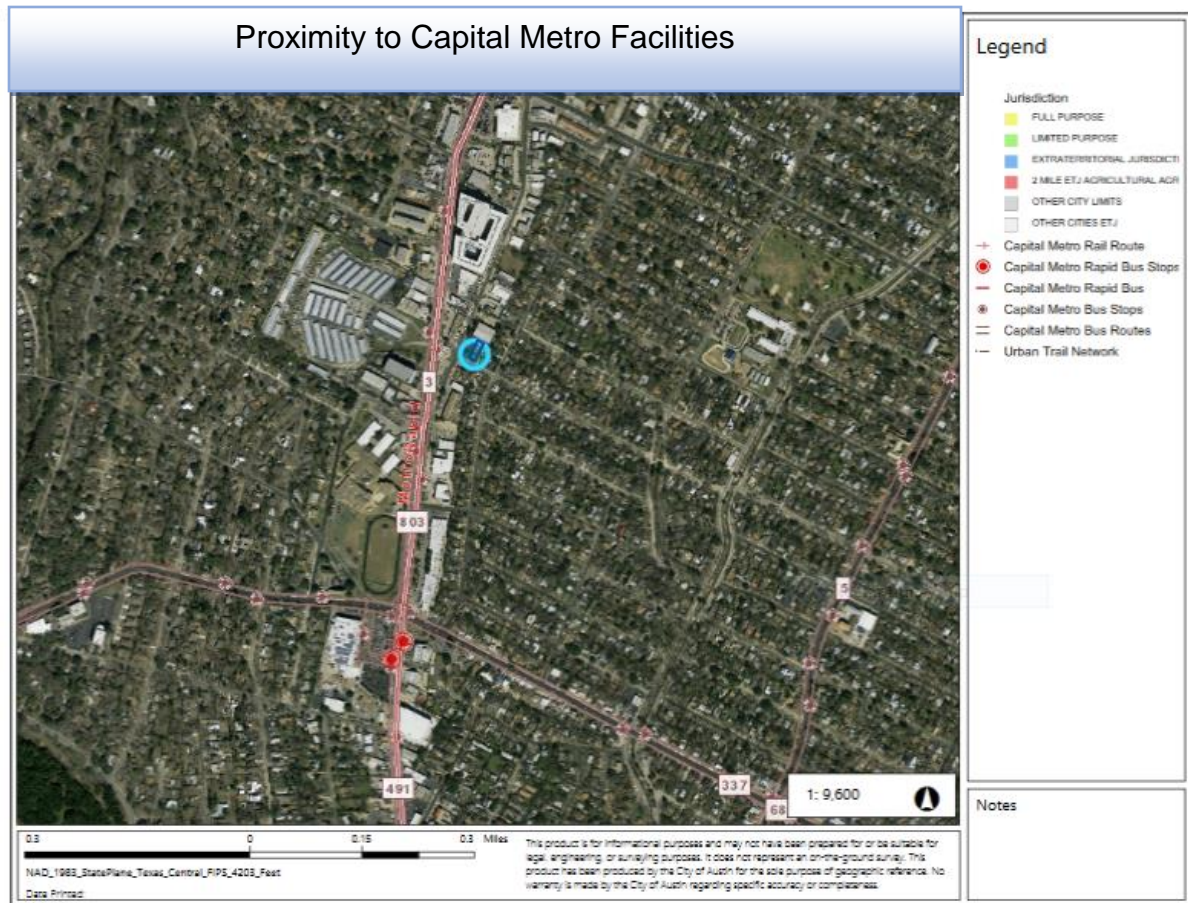 Proximity to Capital Metro Facilities
Legend
Jurisdiction
FULL PURPOSE
LIMITED PURPOSE
EXTRATERRITORIAL JURISDICTI
2 MILE ETJ AGRICULTURAL AGR
OTHER CITY LIMITS
OTHER CITIES ETJ
Capital Metro Rail Route
Capital Metro Rapid Bus Stops
Capital Metro Rapid Bus
Capital Metro Bus Stops
Capital Metro Bus Routes
Urban Trail Network
3
803
5
491
337
68
1: 9,600
Notes
0.3 0 0.15 0.3 Miles
NAD_1983_StatePlane_Texas_Central_FIPS_4203_Feet
Date Printed:
This product is for informational purposes and may not have been prepared for or be suitable for
legal, engineering, or surveying purposes. It does not represent an on-the-ground survey. This
product has been produced by the City of Austin for the sole purpose of geographic reference. No
warranty is made by the City of Austin regarding specific accuracy or completeness.